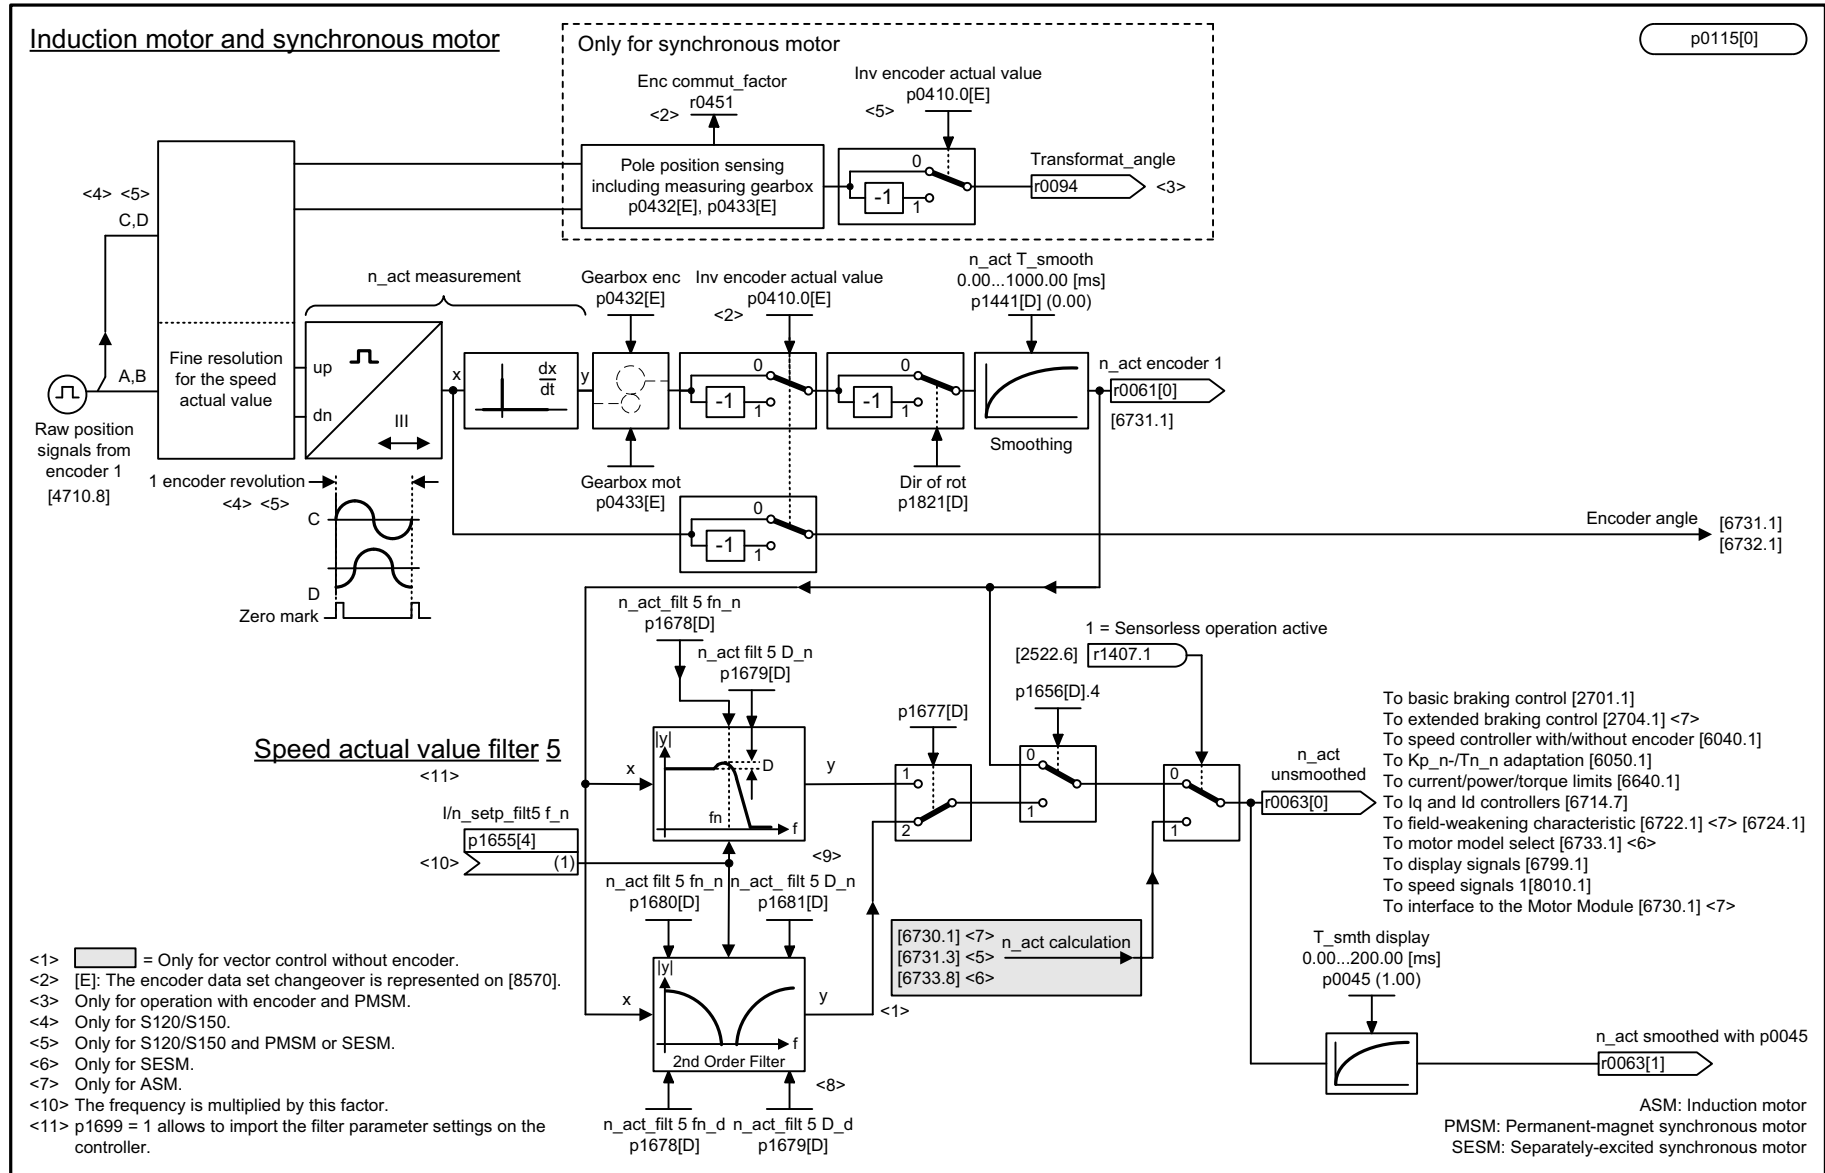 Induction motor and synchronous motor
Only for synchronous motor
p0115[0]
Enc commut_factor
r0451
<2>
Inv encoder actual value
p0410.0[E]
<5>
Pole position sensing
including measuring gearbox
p0432[E], p0433[E]
0
-1
1
Transformat_angle
r0094
<3>
<4> <5>
C,D
n_act measurement
Gearbox enc
p0432[E]
Inv encoder actual value
p0410.0[E]
<2>
n_act T_smooth
0.00...1000.00 [ms]
p1441[D] (0.00)
A,B
Fine resolution
for the speed
actual value
up
dn
III
x
dx
dt
y
0
-1
1
0
-1
1
n_act encoder 1
r0061[0]
[6731.1]
Smoothing
Raw position
signals from
encoder 1
[4710.8]
1 encoder revolution
<4> <5>
C
D
Zero mark
Gearbox mot
p0433[E]
Dir of rot
p1821[D]
0
-1
1
Encoder angle
[6731.1]
[6732.1]
n_act_filt 5 fn_n
p1678[D]
n_act filt 5 D_n
p1679[D]
1 = Sensorless operation active
[2522.6]
r1407.1
p1656[D].4
p1677[D]
Speed actual value filter 5
<11>
x
|y|
D
fn
f
y
1
2
0
1
0
1
n_act
unsmoothed
r0063[0]
To basic braking control [2701.1]
To extended braking control [2704.1] <7>
To speed controller with/without encoder [6040.1]
To Kp_n-/Tn_n adaptation [6050.1]
To current/power/torque limits [6640.1]
To Iq and Id controllers [6714.7]
To field-weakening characteristic [6722.1] <7> [6724.1]
To motor model select [6733.1] <6>
To display signals [6799.1]
To speed signals 1[8010.1]
To interface to the Motor Module [6730.1] <7>
I/n_setp_filt5 f_n
p1655[4]
<10>
(1)
<9>
n_act filt 5 fn_n
p1680[D]
n_act_ filt 5 D_n
p1681[D]
x
|y|
f
2nd Order Filter
y
<8>
n_act_filt 5 fn_d
p1678[D]
n_act_filt 5 D_d
p1679[D]
[6730.1] <7>
[6731.3] <5>
[6733.8] <6>
n_act calculation
<1>
T_smth display
0.00...200.00 [ms]
p0045 (1.00)
n_act smoothed with p0045
r0063[1]
<1> = Only for vector control without encoder.
<2> [E]: The encoder data set changeover is represented on [8570].
<3> Only for operation with encoder and PMSM.
<4> Only for S120/S150.
<5> Only for S120/S150 and PMSM or SESM.
<6> Only for SESM.
<7> Only for ASM.
<10> The frequency is multiplied by this factor.
<11> p1699 = 1 allows to import the filter parameter settings on the
controller.
ASM: Induction motor
PMSM: Permanent-magnet synchronous motor
SESM: Separately-excited synchronous motor